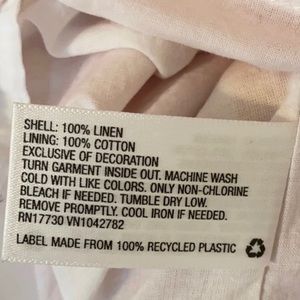 SHELL: 100% LINEN
LINING: 100% COTTON
EXCLUSIVE OF DECORATION
TURN GARMENT INSIDE OUT. MACHINE WASH
COLD WITH LIKE COLORS. ONLY NON-CHLORINE
BLEACH IF NEEDED. TUMBLE DRY LOW.
REMOVE PROMPTLY. COOL IRON IF NEEDED.
RN17730 VN1042782
LABEL MADE FROM 100% RECYCLED PLASTIC